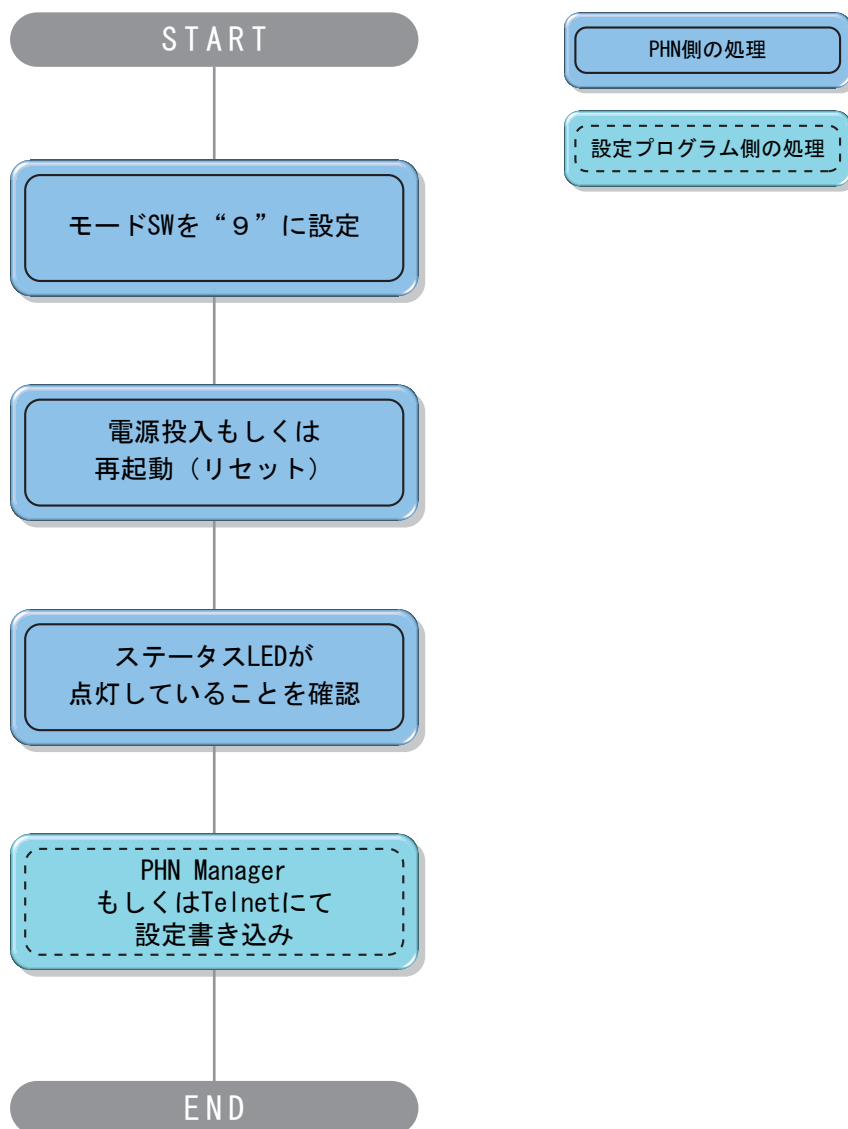 START
PHN側の処理
設定プログラム側の処理
モードSWを“９”に設定
電源投入もしくは
再起動（リセット）
ステータスLEDが
点灯していることを確認
PHN Manager
もしくはTelnetにて
設定書き込み
END